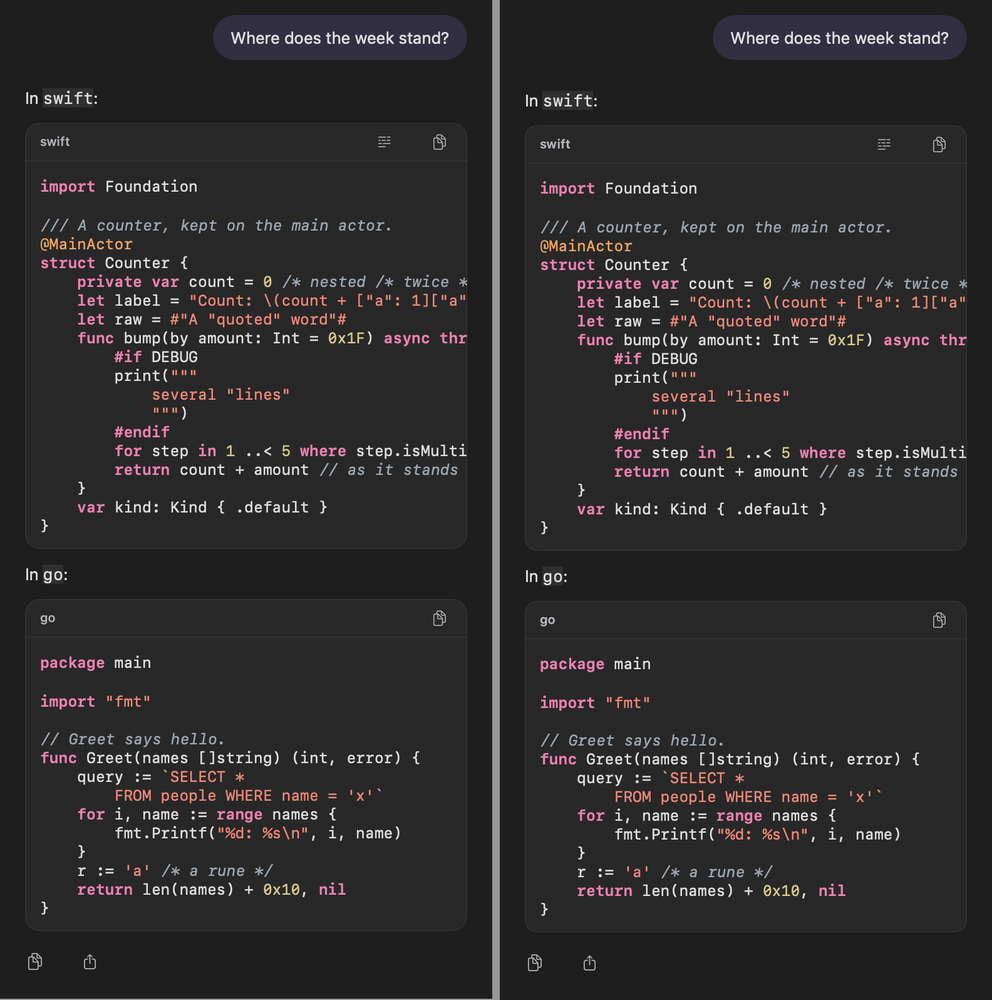 Where does the week stand?
In swift:
swift
import Foundation
/// A counter, kept on the main actor.
@MainActor
struct Counter {
    private var count = 0 /* nested /* twice *
    let label = "Count: \(count + ["a": 1]["a"
    let raw = #"A "quoted" word"#
    func bump(by amount: Int = 0x1F) async thr
        #if DEBUG
        print("""
            several "lines"
            """)
        #endif
        for step in 1 ..< 5 where step.isMulti
        return count + amount // as it stands
    }
    var kind: Kind { .default }
}
In go:
go
package main
import "fmt"
// Greet says hello.
func Greet(names []string) (int, error) {
    query := `SELECT *
        FROM people WHERE name = 'x'`
    for i, name := range names {
        fmt.Printf("%d: %s\n", i, name)
    }
    r := 'a' /* a rune */
    return len(names) + 0x10, nil
}
Where does the week stand?
In swift:
swift
import Foundation
/// A counter, kept on the main actor.
@MainActor
struct Counter {
    private var count = 0 /* nested /* twice *
    let label = "Count: \(count + ["a": 1]["a"
    let raw = #"A "quoted" word"#
    func bump(by amount: Int = 0x1F) async thr
        #if DEBUG
        print("""
            several "lines"
            """)
        #endif
        for step in 1 ..< 5 where step.isMulti
        return count + amount // as it stands
    }
    var kind: Kind { .default }
}
In go:
go
package main
import "fmt"
// Greet says hello.
func Greet(names []string) (int, error) {
    query := `SELECT *
        FROM people WHERE name = 'x'`
    for i, name := range names {
        fmt.Printf("%d: %s\n", i, name)
    }
    r := 'a' /* a rune */
    return len(names) + 0x10, nil
}